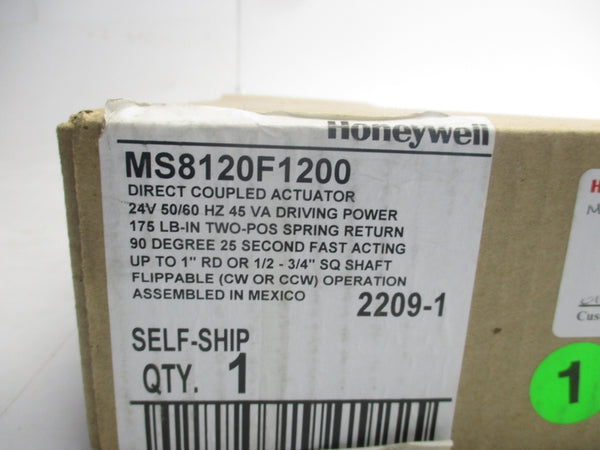 Honeywell
MS8120F1200
DIRECT COUPLED ACTUATOR
24V 50/60 HZ 45 VA DRIVING POWER
175 LB-IN TWO-POS SPRING RETURN
90 DEGREE 25 SECOND FAST ACTING
UP TO 1" RD OR 1/2 - 3/4" SQ SHAFT
FLIPPABLE (CW OR CCW) OPERATION
ASSEMBLED IN MEXICO
2209-1
SELF-SHIP
QTY. 1
1